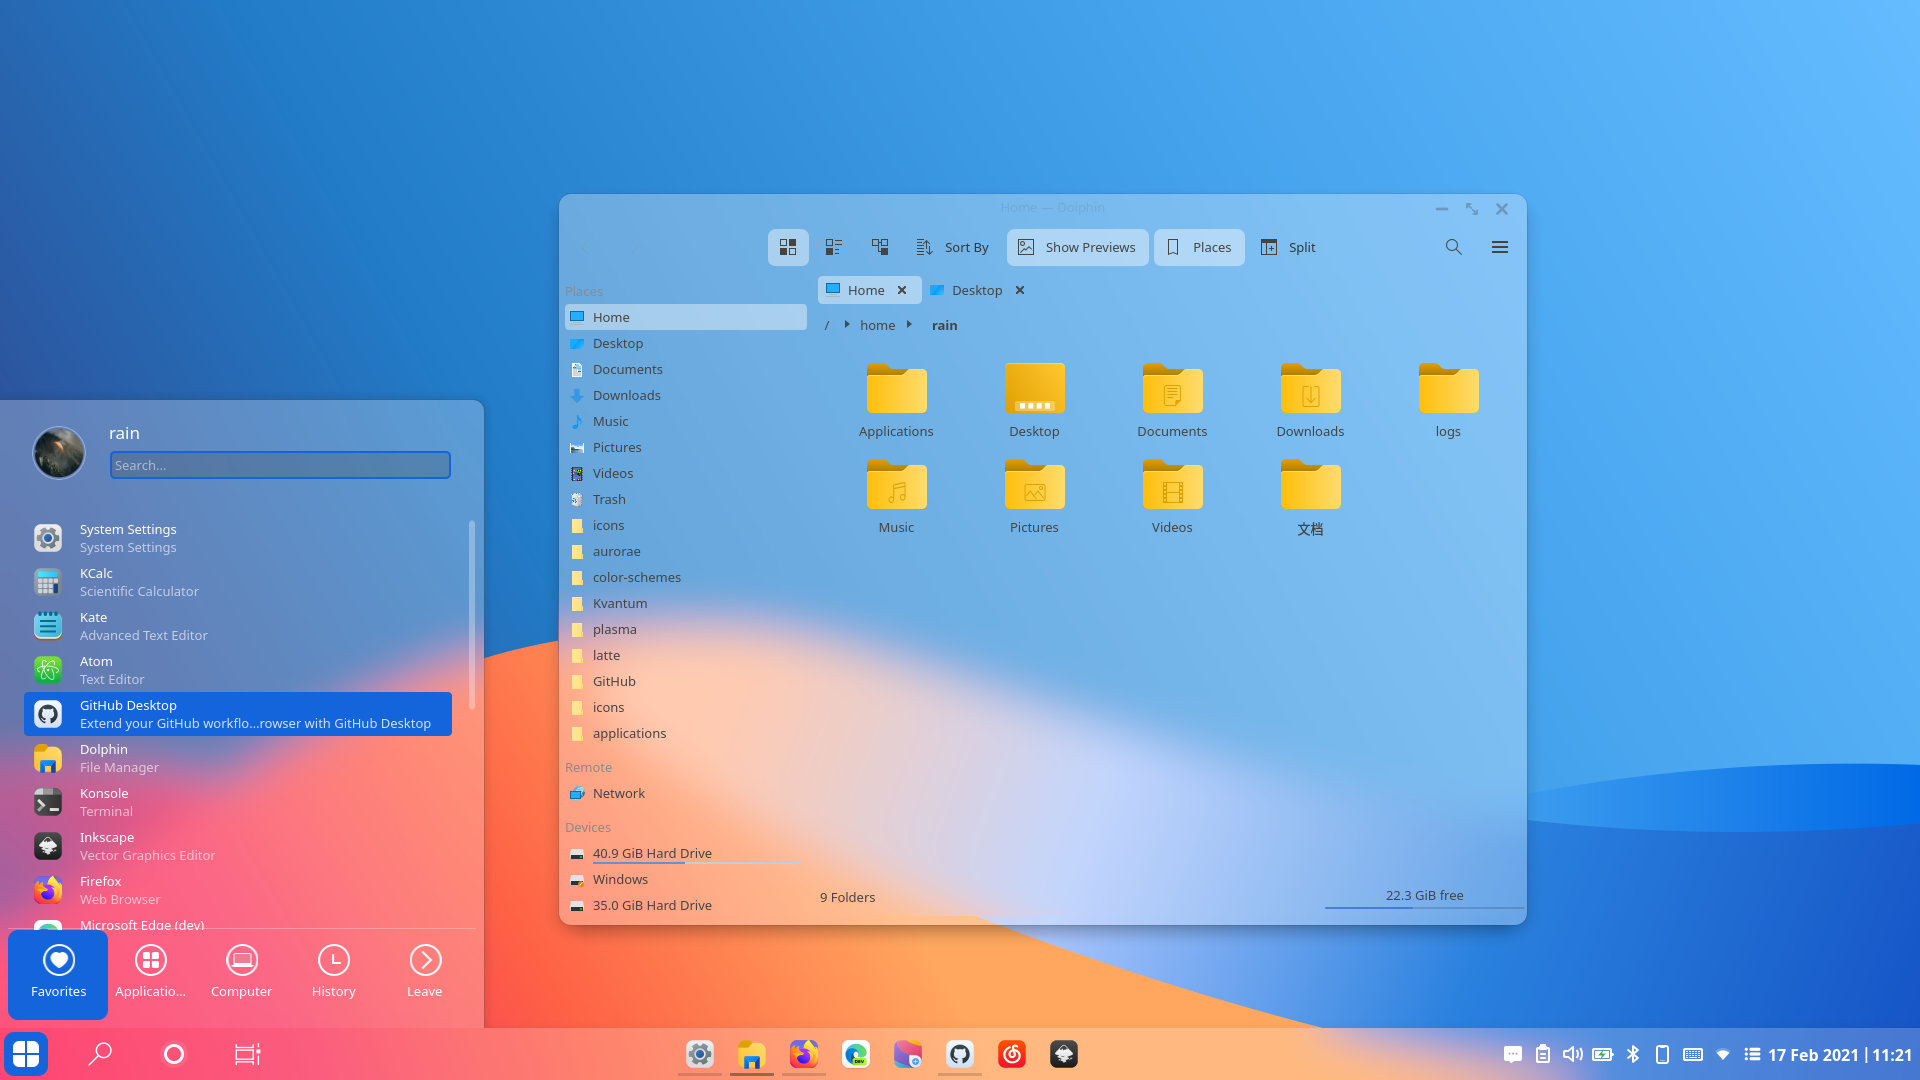 Home — Dolphin
Sort By
Show Previews
Places
Split
Home
Desktop
/ home rain
Places
Home
Desktop
Documents
Downloads
Music
Pictures
Videos
Trash
icons
aurorae
color-schemes
Kvantum
plasma
latte
GitHub
icons
applications
Remote
Network
Devices
40.9 GiB Hard Drive
Windows
35.0 GiB Hard Drive
Applications
Desktop
Documents
Downloads
logs
Music
Pictures
Videos
文档
9 Folders
22.3 GiB free
rain
Search...
System Settings
System Settings
KCalc
Scientific Calculator
Kate
Advanced Text Editor
Atom
Text Editor
GitHub Desktop
Extend your GitHub workflo...rowser with GitHub Desktop
Dolphin
File Manager
Konsole
Terminal
Inkscape
Vector Graphics Editor
Firefox
Web Browser
Microsoft Edge (dev)
Favorites
Applicatio...
Computer
History
Leave
DEV
17 Feb 2021 | 11:21